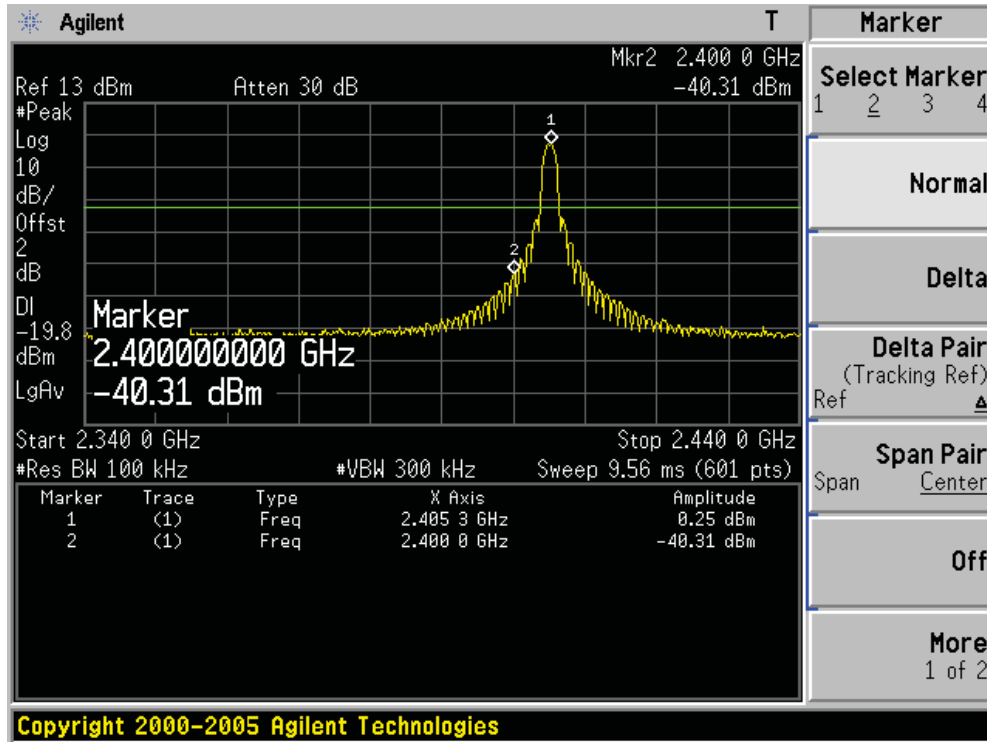 Agilent T
Mkr2 2.400 0 GHz
Ref 13 dBm Atten 30 dB −40.31 dBm
#Peak
Log
10
dB/
Offst
2
dB
DI
−19.8
dBm
LgAv
1
2
Marker
2.400000000 GHz
−40.31 dBm
Start 2.340 0 GHz Stop 2.440 0 GHz
#Res BW 100 kHz #VBW 300 kHz Sweep 9.56 ms (601 pts)
Marker Trace Type X Axis Amplitude
1 (1) Freq 2.405 3 GHz 0.25 dBm
2 (1) Freq 2.400 0 GHz −40.31 dBm
Marker
Select Marker
1 2 3 4
Normal
Delta
Delta Pair
(Tracking Ref)
Ref Δ
Span Pair
Span Center
Off
More
1 of 2
Copyright 2000−2005 Agilent Technologies